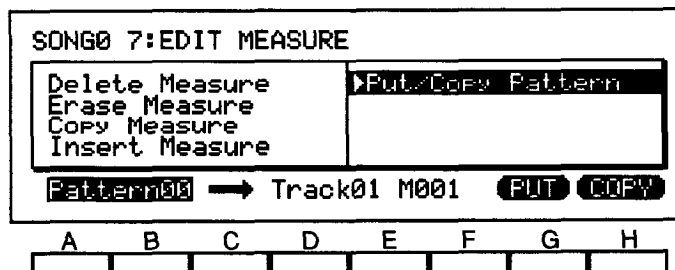 SONG0 7:EDIT MEASURE
Delete Measure
Erase Measure
Copy Measure
Insert Measure
▶Put/Copy Pattern
Pattern00 → Track01 M001 PUT COPY
A B C D E F G H